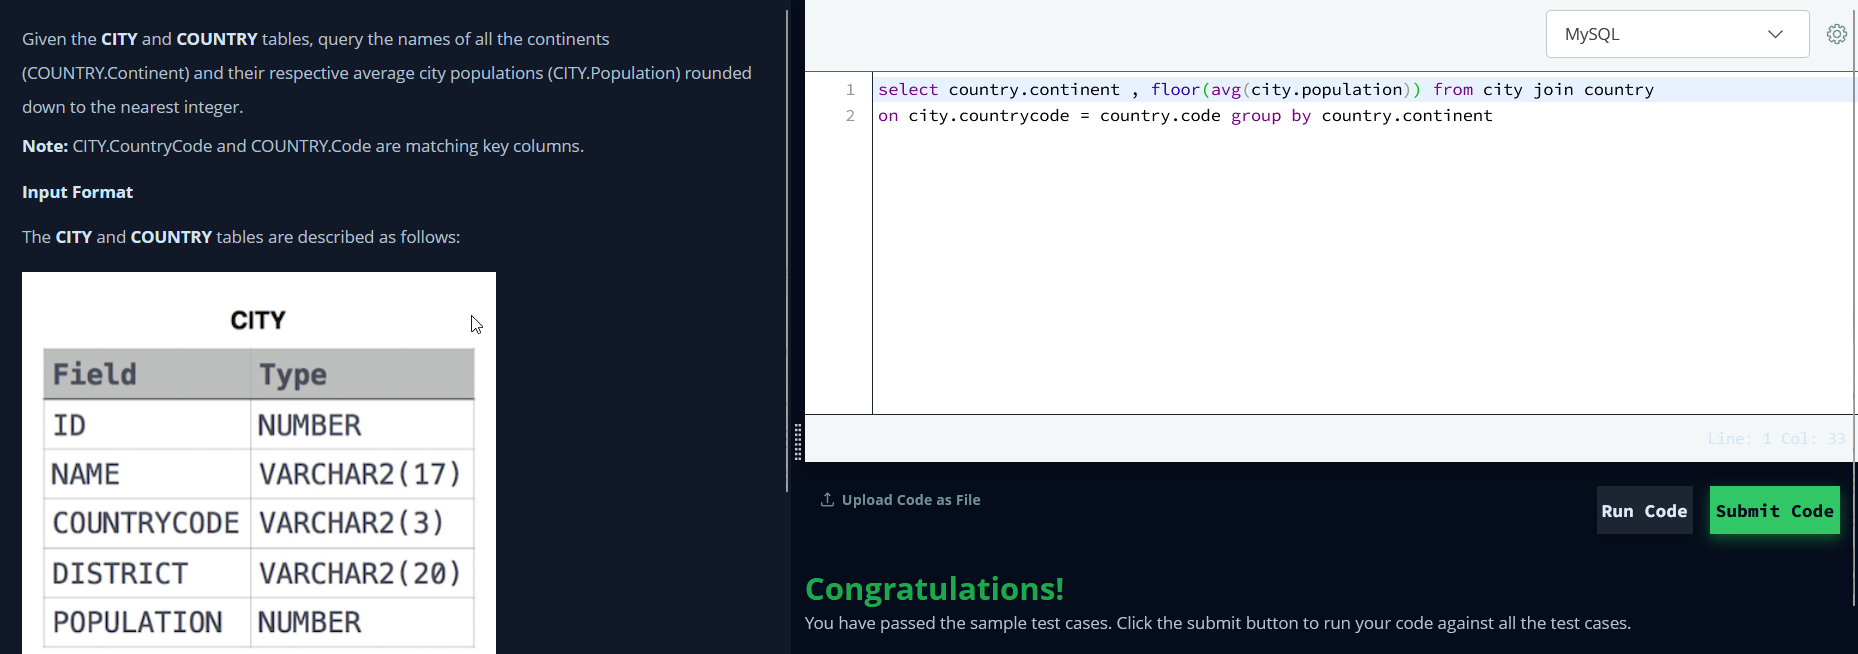 Given the CITY and COUNTRY tables, query the names of all the continents
(COUNTRY.Continent) and their respective average city populations (CITY.Population) rounded
down to the nearest integer.
Note: CITY.CountryCode and COUNTRY.Code are matching key columns.
Input Format
The CITY and COUNTRY tables are described as follows:
CITY
Field Type
ID NUMBER
NAME VARCHAR2(17)
COUNTRYCODE VARCHAR2(3)
DISTRICT VARCHAR2(20)
POPULATION NUMBER
MySQL
1 select country.continent , floor(avg(city.population)) from city join country
2 on city.countrycode = country.code group by country.continent
Line: 1 Col: 33
Upload Code as File
Run Code
Submit Code
Congratulations!
You have passed the sample test cases. Click the submit button to run your code against all the test cases.